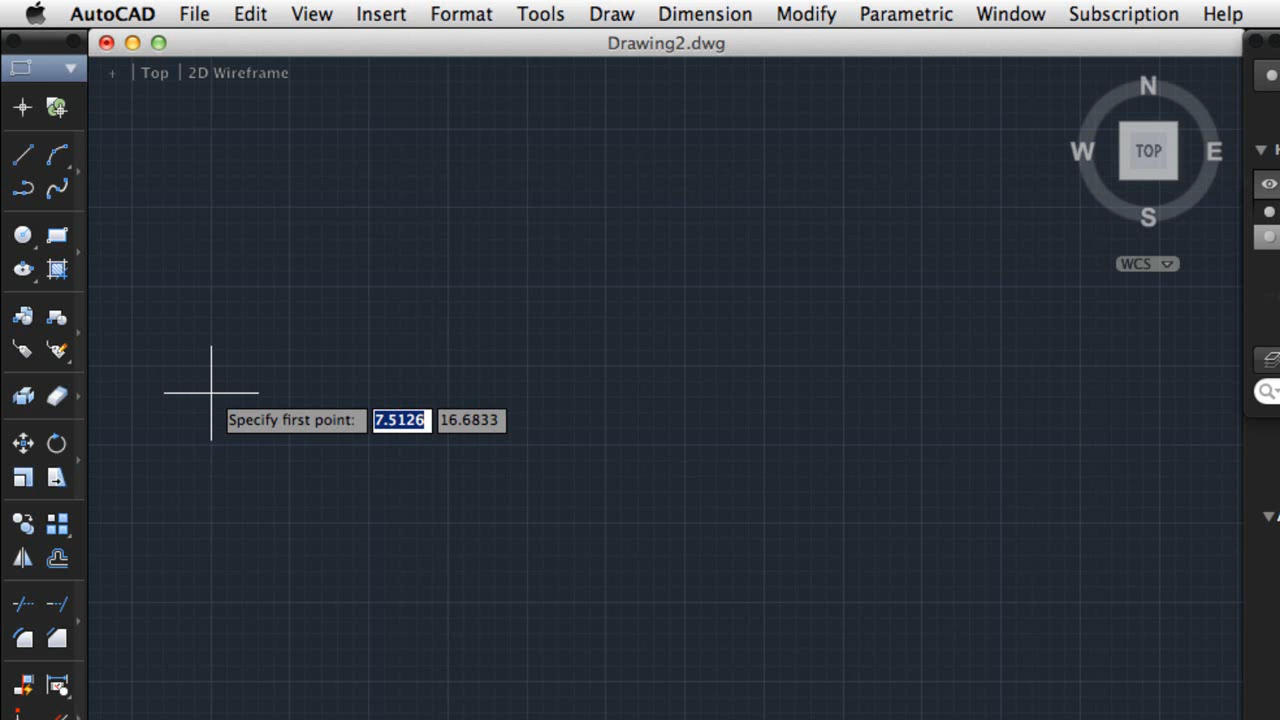 AutoCAD File Edit View Insert Format Tools Draw Dimension Modify Parametric Window Subscription Help
Drawing2.dwg
+ | Top | 2D Wireframe
N
W TOP E
S
WCS
Specify first point: 7.5126 16.6833